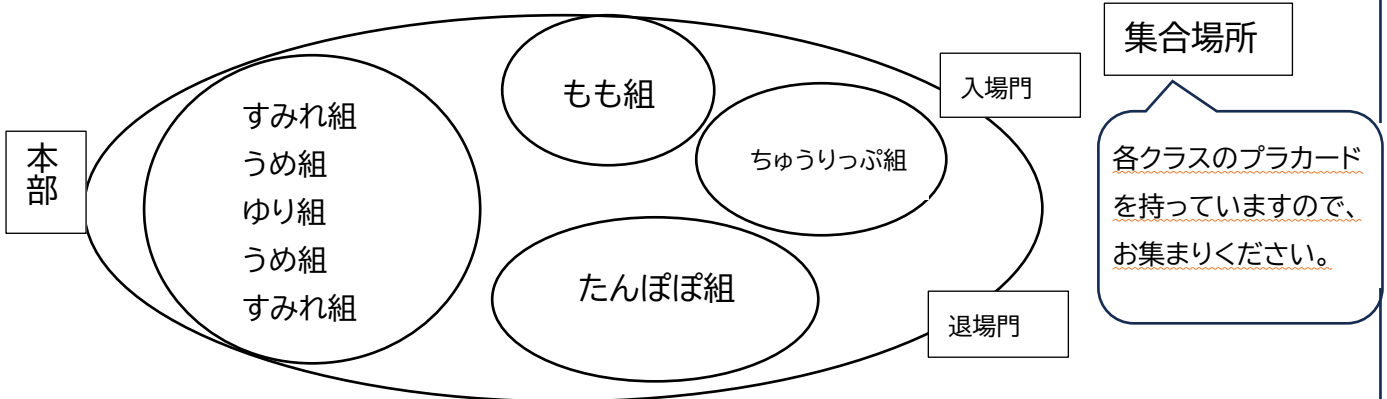 集合場所
入場門
もも組
すみれ組
うめ組
ゆり組
うめ組
すみれ組
ちゅうりっぷ組
本部
各クラスのプラカード
を持っていますので、
お集まりください。
たんぽぽ組
退場門